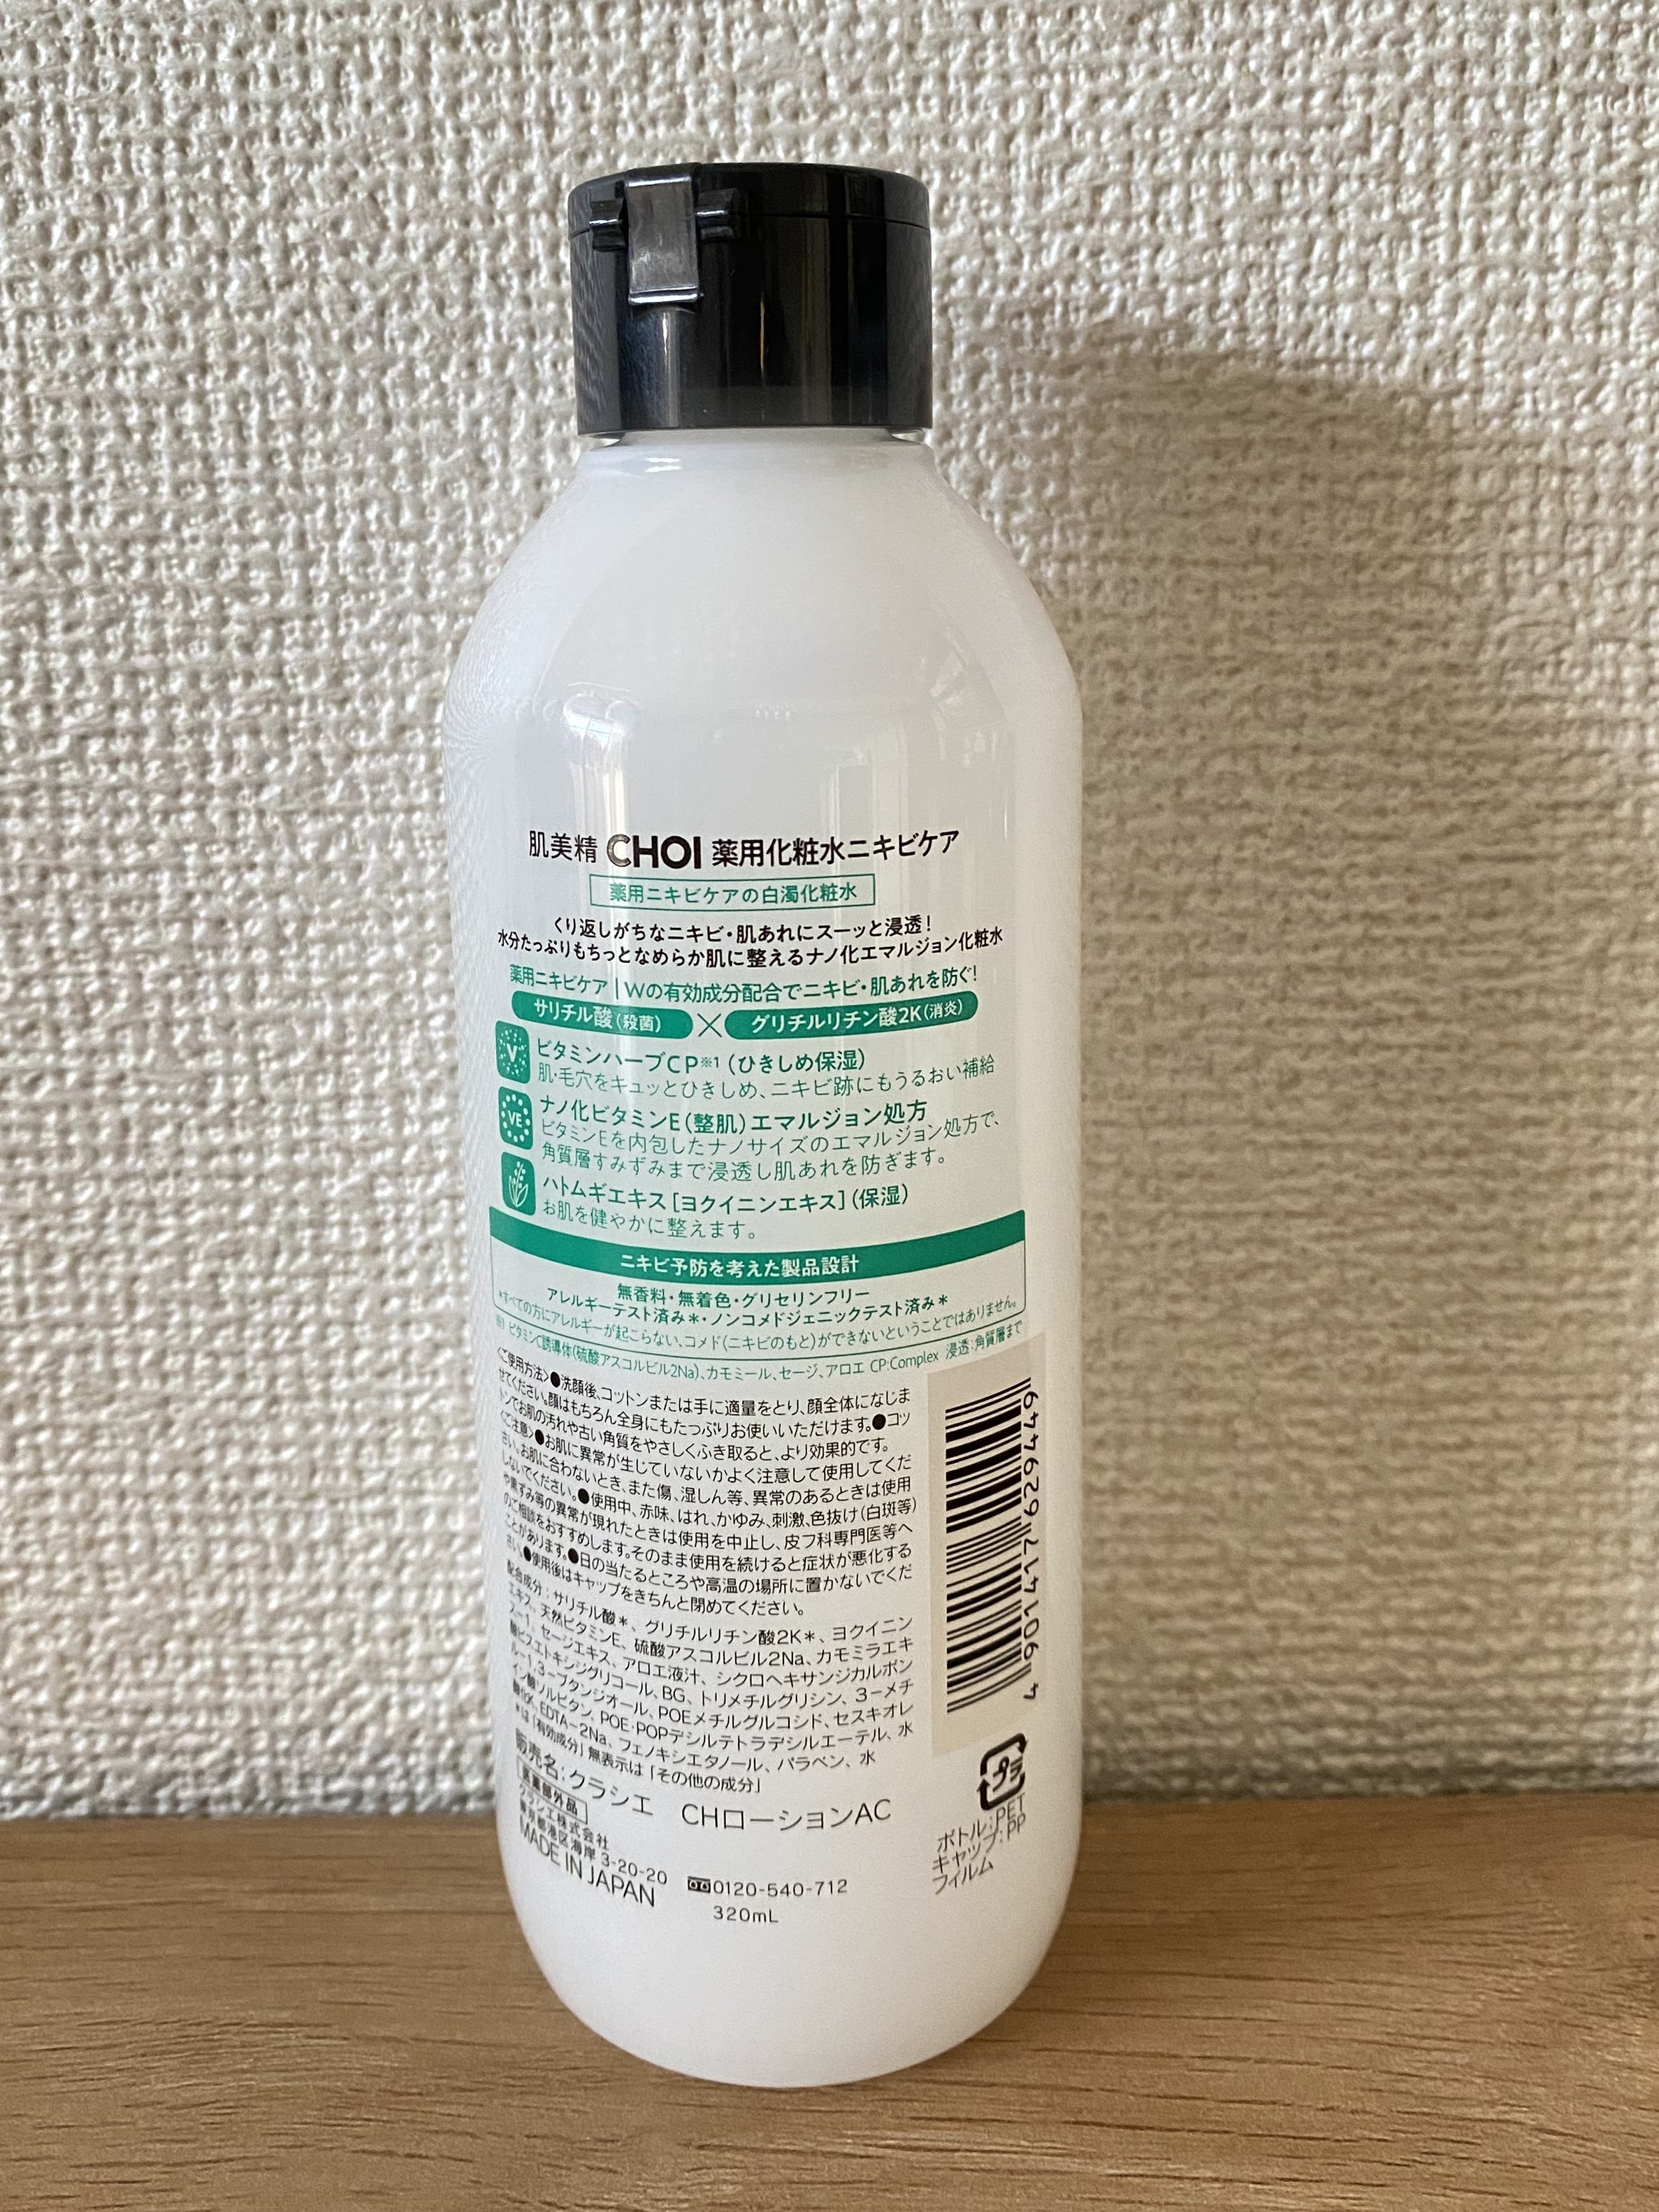 肌美精 CHOI 薬用化粧水ニキビケア
薬用ニキビケアの白濁化粧水
くり返しがちなニキビ・肌あれにスーッと浸透！
水分たっぷりもちっとなめらか肌に整えるナノ化エマルジョン化粧水
薬用ニキビケア | Wの有効成分配合でニキビ・肌あれを防ぐ！
サリチル酸(殺菌) × グリチルリチン酸2K(消炎)
V ビタミンハーブCP※1 (ひきしめ保湿)
肌・毛穴をキュッとひきしめ、ニキビ跡にもうるおい補給
VE ナノ化ビタミンE(整肌) エマルジョン処方
ビタミンEを内包したナノサイズのエマルジョン処方で、
角質層すみずみまで浸透し肌あれを防ぎます。
ハトムギエキス [ヨクイニンエキス] (保湿)
お肌を健やかに整えます。
ニキビ予防を考えた製品設計
無香料・無着色・グリセリンフリー
アレルギーテスト済み＊・ノンコメドジェニックテスト済み＊
＊すべての方にアレルギーが起こらない、コメド(ニキビのもと)ができないということではありません。
※1 ビタミンC誘導体(硫酸アスコルビル2Na)、カモミール、セージ、アロエ CP:Complex 浸透：角質層まで
〈ご使用方法〉●洗顔後、コットンまたは手に適量をとり、顔全体になじま
せてください。顔はもちろん全身にもたっぷりお使いいただけます。●コッ
トンでお肌の汚れや古い角質をやさしくふき取ると、より効果的です。
〈ご注意〉●お肌に異常が生じていないかよく注意して使用してくだ
さい。お肌に合わないとき、また傷、湿しん等、異常のあるときは使用
しないでください。●使用中、赤味、はれ、かゆみ、刺激、色抜け(白斑等)
や黒ずみ等の異常が現れたときは使用を中止し、皮フ科専門医等へ
のご相談をおすすめします。そのまま使用を続けると症状が悪化する
ことがあります。●日の当たるところや高温の場所に置かないでくだ
さい。●使用後はキャップをきちんと閉めてください。
配合成分：サリチル酸＊、グリチルリチン酸2K＊、ヨクイニン
エキス、天然ビタミンE、硫酸アスコルビル2Na、カモミラエキ
ス-1、セージエキス、アロエ液汁、シクロヘキサンジカルボン
酸ビスエトキシジグリコール、BG、トリメチルグリシン、3-メチ
ル-1,3-ブタンジオール、POEメチルグルコシド、セスキオレ
イン酸ソルビタン、POE・POPデシルテトラデシルエーテル、水
酸化K、EDTA-2Na、フェノキシエタノール、パラベン、水
＊は「有効成分」無表示は「その他の成分」
販売名：クラシエ CHローションAC
医薬部外品
クラシエ株式会社
東京都港区海岸 3-20-20
MADE IN JAPAN
0120-540-712
320mL
4 901417 629449
プラ
ボトル：PET
キャップ：PP
フィルム